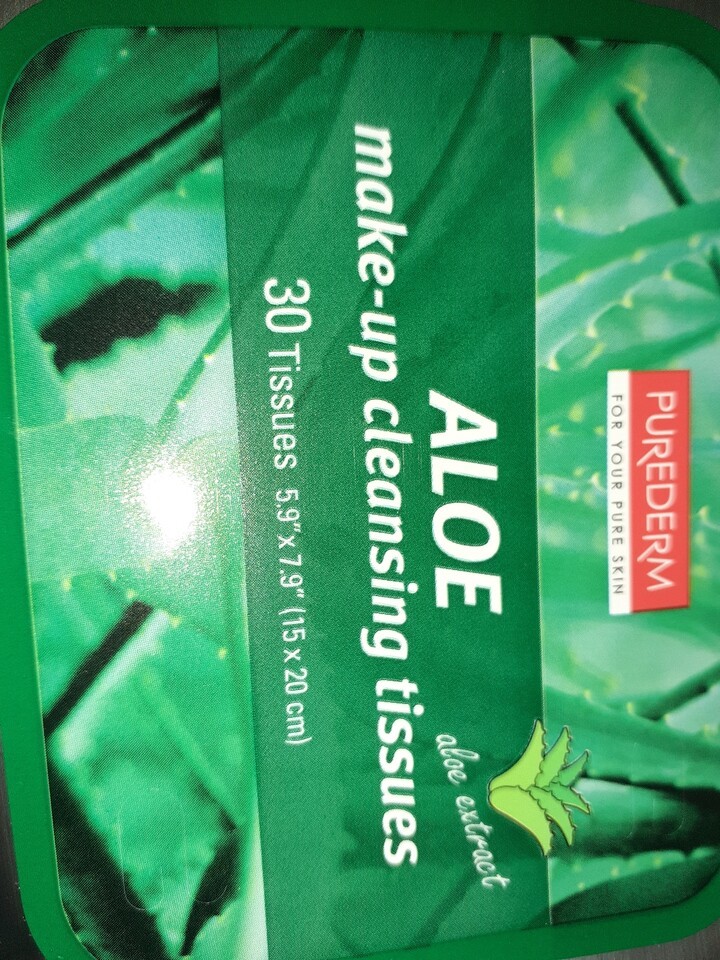 PUREDERM
FOR YOUR PURE SKIN
aloe extract
ALOE
make-up cleansing tissues
30 Tissues 5.9"x 7.9" (15 x 20 cm)